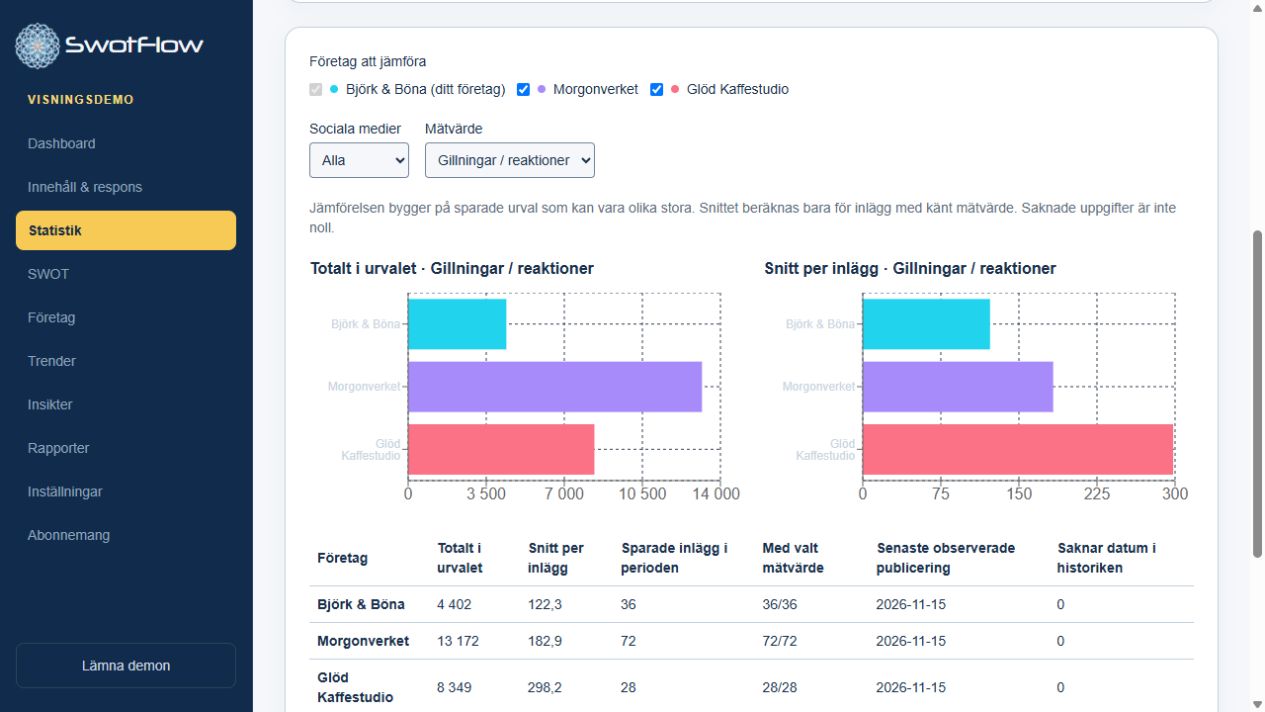 SwotFlow
VISNINGSDEMO
Dashboard
Innehåll & respons
Statistik
SWOT
Företag
Trender
Insikter
Rapporter
Inställningar
Abonnemang
Lämna demon
Företag att jämföra
Björk & Böna (ditt företag) Morgonverket Glöd Kaffestudio
Sociala medier Mätvärde
Alla Gillningar / reaktioner
Jämförelsen bygger på sparade urval som kan vara olika stora. Snittet beräknas bara för inlägg med känt mätvärde. Saknade uppgifter är inte
noll.
Totalt i urvalet · Gillningar / reaktioner
Björk & Böna
Morgonverket
Glöd
Kaffestudio
0 3 500 7 000 10 500 14 000
Snitt per inlägg · Gillningar / reaktioner
Björk & Böna
Morgonverket
Glöd
Kaffestudio
0 75 150 225 300
Företag Totalt i urvalet Snitt per inlägg Sparade inlägg i perioden Med valt mätvärde Senaste observerade publicering Saknar datum i historiken
Björk & Böna 4 402 122,3 36 36/36 2026-11-15 0
Morgonverket 13 172 182,9 72 72/72 2026-11-15 0
Glöd Kaffestudio 8 349 298,2 28 28/28 2026-11-15 0